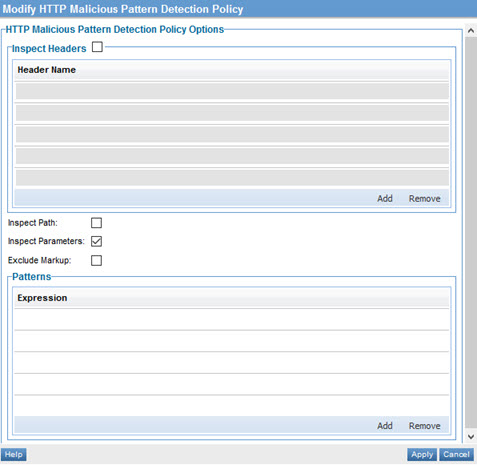 Modify HTTP Malicious Pattern Detection Policy
HTTP Malicious Pattern Detection Policy Options
Inspect Headers
Header Name
Add Remove
Inspect Path:
Inspect Parameters:
Exclude Markup:
Patterns
Expression
Add Remove
Help Apply Cancel